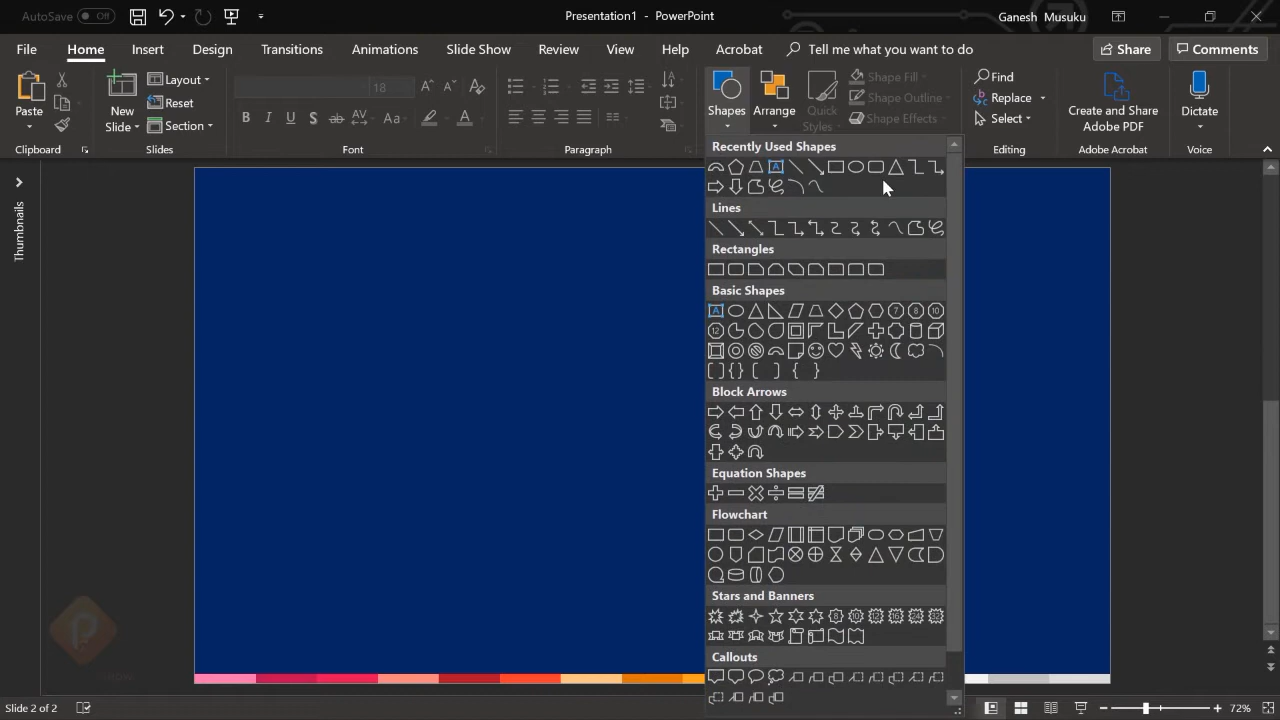 AutoSave Off
Presentation1 - PowerPoint
Ganesh Musuku
File Home Insert Design Transitions Animations Slide Show Review View Help Acrobat Tell me what you want to do Share Comments
Paste
Clipboard
New
Slide
Layout
Reset
Section
Slides
18
B I U S ab AV Aa A
Font
Paragraph
Shapes
Arrange
Quick
Styles
Shape Fill
Shape Outline
Shape Effects
Find
Replace
Select
Editing
Create and Share
Adobe PDF
Adobe Acrobat
Dictate
Voice
Thumbnails
Recently Used Shapes
Lines
Rectangles
Basic Shapes
Block Arrows
Equation Shapes
Flowchart
Stars and Banners
Callouts
Slide 2 of 2
72%